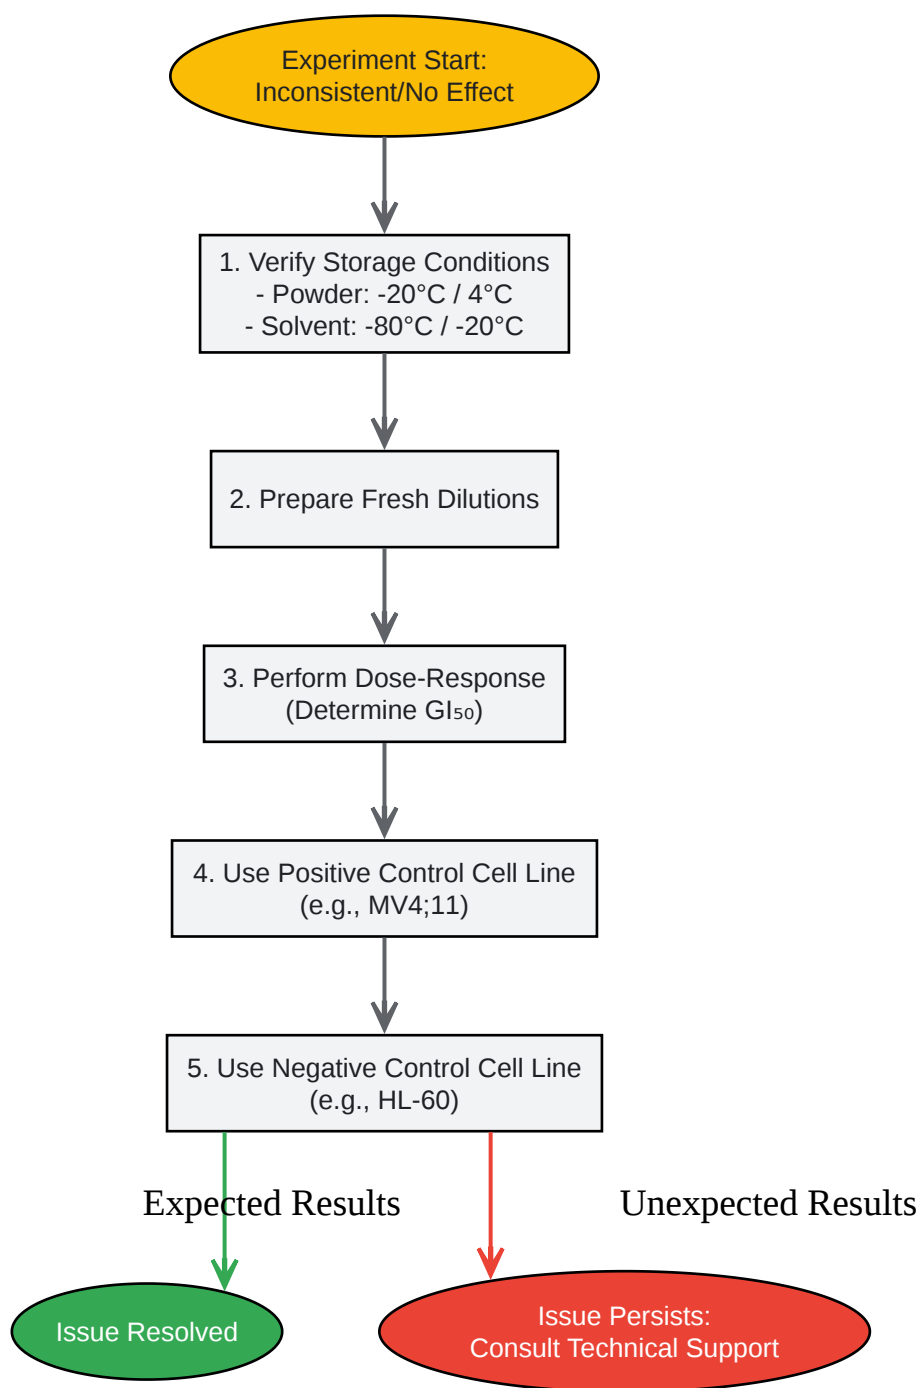 Experiment Start:
Inconsistent/No Effect
1. Verify Storage Conditions
- Powder: -20°C / 4°C
- Solvent: -80°C / -20°C
2. Prepare Fresh Dilutions
3. Perform Dose-Response
(Determine GI₅₀)
4. Use Positive Control Cell Line
(e.g., MV4;11)
5. Use Negative Control Cell Line
(e.g., HL-60)
Expected Results
Unexpected Results
Issue Resolved
Issue Persists:
Consult Technical Support